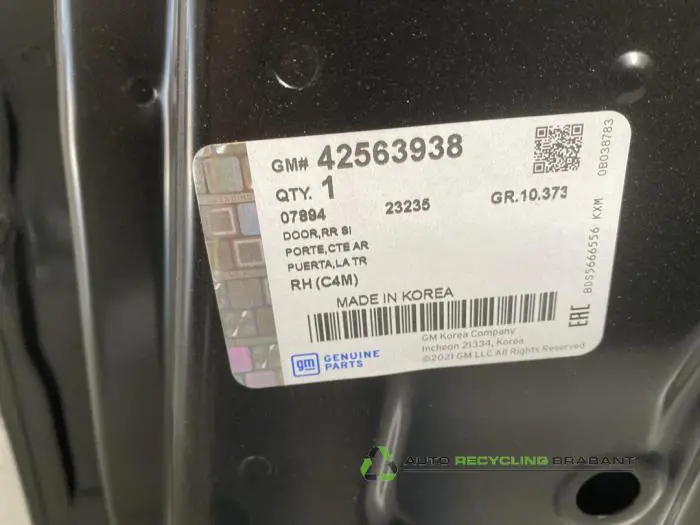 GM# 42563938
QTY. 1
07894 23235 GR.10.373
DOOR,RR SI
PORTE,CTE AR
PUERTA,LA TR
RH (C4M)
MADE IN KOREA
GM Korea Company
Incheon 21334, Korea
©2021 GM LLC All Rights Reserved
gm GENUINE
PARTS
EAC
BDS5666556 KXM 0B038783
AUTO RECYCLING BRABANT